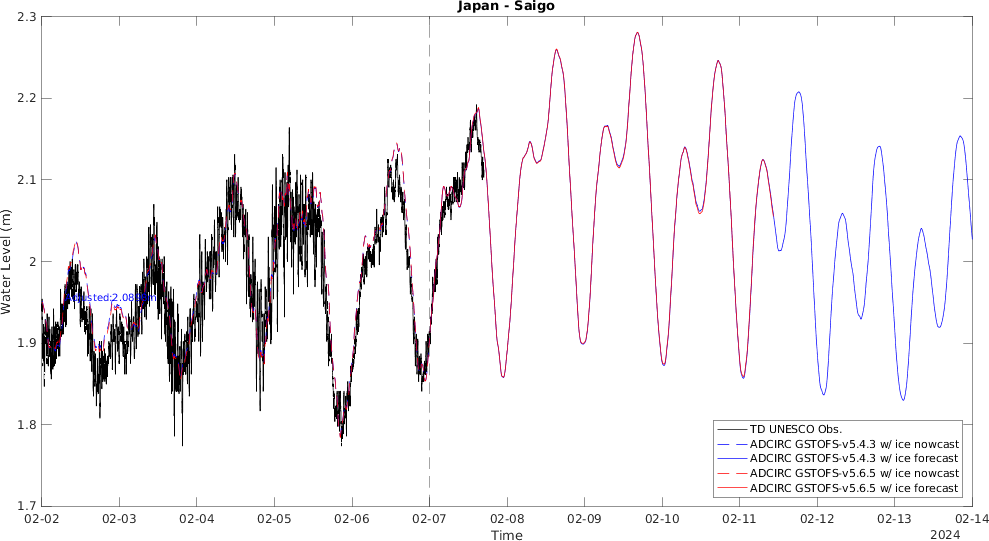 Japan - Saigo
Water Level (m)
2.3
2.2
2.1
2
1.9
1.8
1.7
TD UNESCO Obs.
ADCIRC GSTOFS-v5.4.3 w/ ice nowcast
ADCIRC GSTOFS-v5.4.3 w/ ice forecast
ADCIRC GSTOFS-v5.6.5 w/ ice nowcast
ADCIRC GSTOFS-v5.6.5 w/ ice forecast
02-02 02-03 02-04 02-05 02-06 02-07 02-08 02-09 02-10 02-11 02-12 02-13 02-14
Time
2024